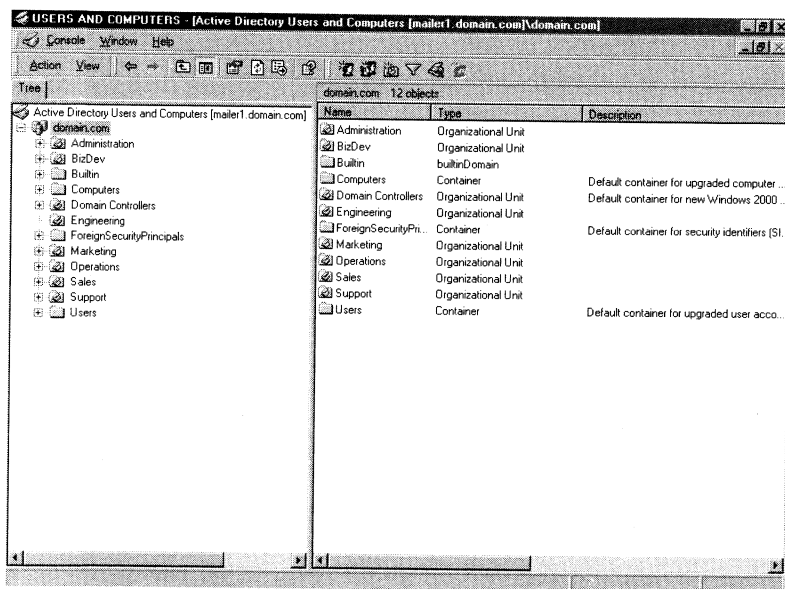 USERS AND COMPUTERS - [Active Directory Users and Computers [mailer1.domain.com]\domain.com]
Console Window Help
Action View
Tree
domain.com 12 objects
Active Directory Users and Computers [mailer1.domain.com]
domain.com
Administration
BizDev
Builtin
Computers
Domain Controllers
Engineering
ForeignSecurityPrincipals
Marketing
Operations
Sales
Support
Users
Name Type Description
Administration Organizational Unit
BizDev Organizational Unit
Builtin builtinDomain
Computers Container Default container for upgraded computer ...
Domain Controllers Organizational Unit Default container for new Windows 2000 ...
Engineering Organizational Unit
ForeignSecurityPri... Container Default container for security identifiers (SI...
Marketing Organizational Unit
Operations Organizational Unit
Sales Organizational Unit
Support Organizational Unit
Users Container Default container for upgraded user acco...